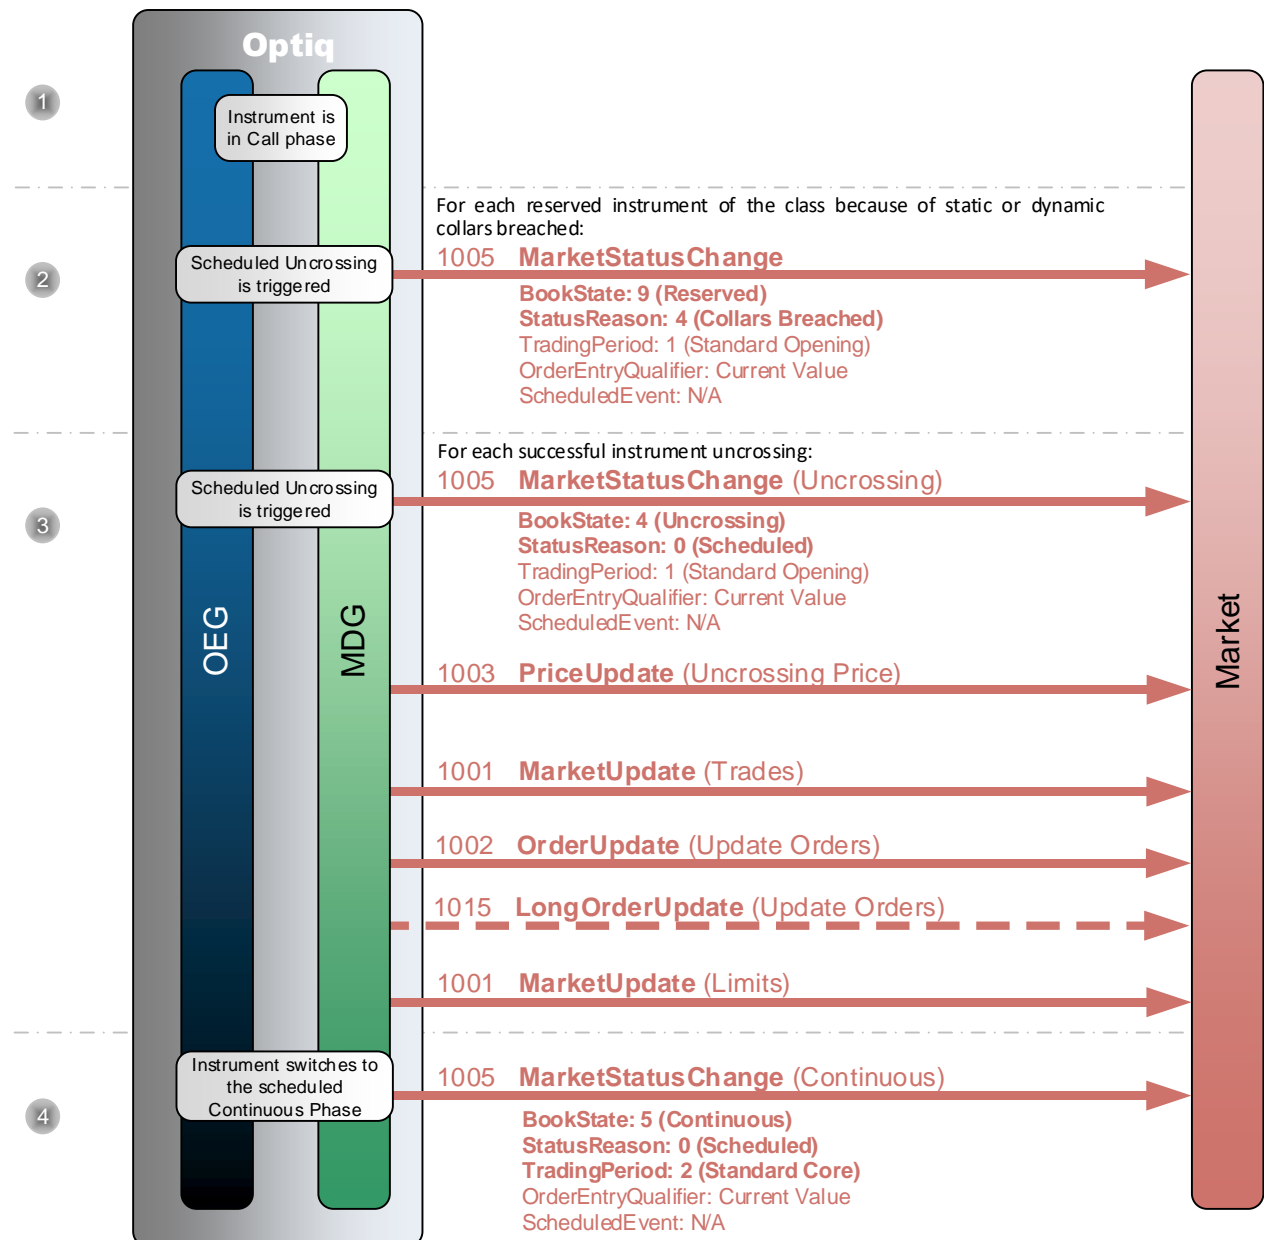 Optiq
1
Instrument is
in Call phase
For each reserved instrument of the class because of static or dynamic
collars breached:
1005 MarketStatusChange
Scheduled Uncrossing
is triggered
2
BookState: 9 (Reserved)
StatusReason: 4 (Collars Breached)
TradingPeriod: 1 (Standard Opening)
OrderEntryQualifier: Current Value
ScheduledEvent: N/A
For each successful instrument uncrossing:
1005 MarketStatusChange (Uncrossing)
Scheduled Uncrossing
is triggered
3
BookState: 4 (Uncrossing)
StatusReason: 0 (Scheduled)
TradingPeriod: 1 (Standard Opening)
OrderEntryQualifier: Current Value
ScheduledEvent: N/A
OEG
MDG
Market
1003 PriceUpdate (Uncrossing Price)
1001 MarketUpdate (Trades)
1002 OrderUpdate (Update Orders)
1015 LongOrderUpdate (Update Orders)
1001 MarketUpdate (Limits)
Instrument switches to
the scheduled
Continuous Phase
1005 MarketStatusChange (Continuous)
4
BookState: 5 (Continuous)
StatusReason: 0 (Scheduled)
TradingPeriod: 2 (Standard Core)
OrderEntryQualifier: Current Value
ScheduledEvent: N/A